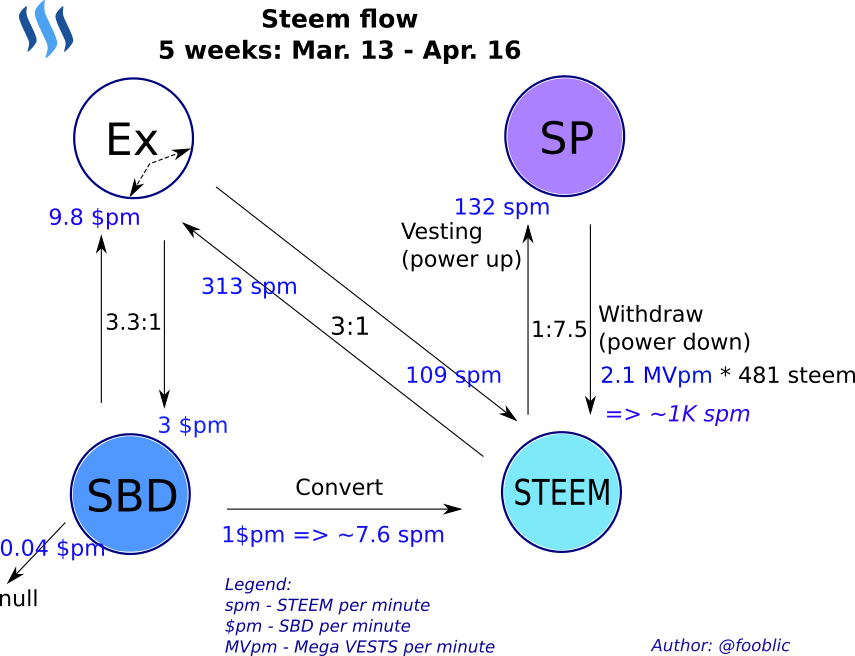 Steem flow
5 weeks: Mar. 13 - Apr. 16
Ex
SP
9.8 $pm
132 spm
Vesting
(power up)
313 spm
3.3:1
3:1
1:7.5
Withdraw
(power down)
109 spm
2.1 MVpm * 481 steem
=> ~1K spm
3 $pm
SBD
Convert
STEEM
1$pm => ~7.6 spm
0.04 $pm
null
Legend:
spm - STEEM per minute
$pm - SBD per minute
MVpm - Mega VESTS per minute
Author: @fooblic